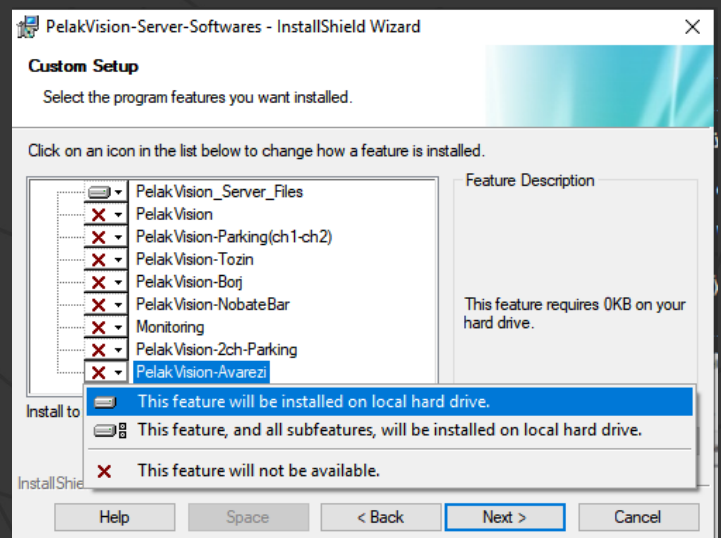 PelakVision-Server-Softwares - InstallShield Wizard
Custom Setup
Select the program features you want installed.
Click on an icon in the list below to change how a feature is installed.
PelakVision_Server_Files
PelakVision
PelakVision-Parking(ch1-ch2)
PelakVision-Tozin
PelakVision-Borj
PelakVision-NobateBar
Monitoring
PelakVision-2ch-Parking
PelakVision-Avarezi
Feature Description
This feature requires 0KB on your
hard drive.
Install to
This feature will be installed on local hard drive.
This feature, and all subfeatures, will be installed on local hard drive.
This feature will not be available.
InstallShie
Help
Space
< Back
Next >
Cancel